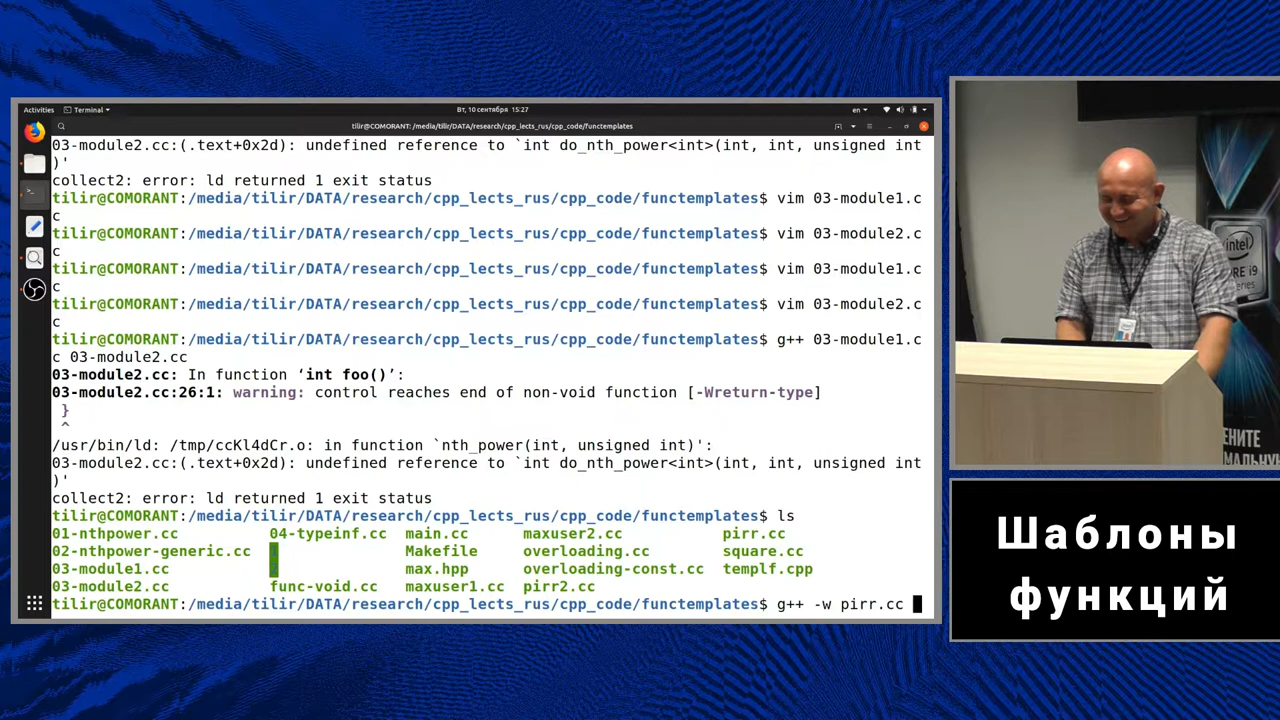 Activities
Terminal
Вт, 10 сентября 15:27
en
tilir@COMORANT: /media/tilir/DATA/research/cpp_lects_rus/cpp_code/functemplates
03-module2.cc:(.text+0x2d): undefined reference to `int do_nth_power<int>(int, int, unsigned int
)'
collect2: error: ld returned 1 exit status
tilir@COMORANT:/media/tilir/DATA/research/cpp_lects_rus/cpp_code/functemplates$ vim 03-module1.c
c
tilir@COMORANT:/media/tilir/DATA/research/cpp_lects_rus/cpp_code/functemplates$ vim 03-module2.c
c
tilir@COMORANT:/media/tilir/DATA/research/cpp_lects_rus/cpp_code/functemplates$ vim 03-module1.c
c
tilir@COMORANT:/media/tilir/DATA/research/cpp_lects_rus/cpp_code/functemplates$ vim 03-module2.c
c
tilir@COMORANT:/media/tilir/DATA/research/cpp_lects_rus/cpp_code/functemplates$ g++ 03-module1.c
c 03-module2.cc
03-module2.cc: In function ‘int foo()’:
03-module2.cc:26:1: warning: control reaches end of non-void function [-Wreturn-type]
}
^
/usr/bin/ld: /tmp/ccKl4dCr.o: in function `nth_power(int, unsigned int)':
03-module2.cc:(.text+0x2d): undefined reference to `int do_nth_power<int>(int, int, unsigned int
)'
collect2: error: ld returned 1 exit status
tilir@COMORANT:/media/tilir/DATA/research/cpp_lects_rus/cpp_code/functemplates$ ls
01-nthpower.cc 04-typeinf.cc main.cc maxuser2.cc pirr.cc
02-nthpower-generic.cc 1 Makefile overloading.cc square.cc
03-module1.cc 2 max.hpp overloading-const.cc templf.cpp
03-module2.cc func-void.cc maxuser1.cc pirr2.cc
tilir@COMORANT:/media/tilir/DATA/research/cpp_lects_rus/cpp_code/functemplates$ g++ -w pirr.cc
intel
CORE i9
Шаблоны
функций